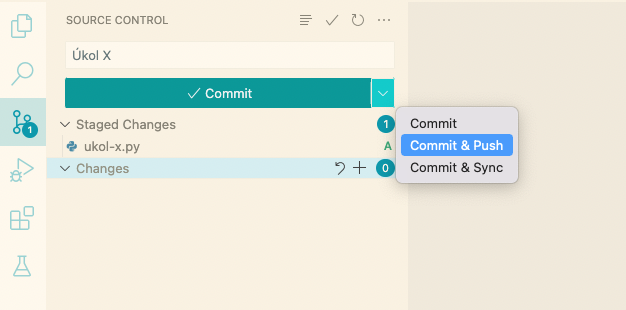 SOURCE CONTROL
Úkol X
Commit
Staged Changes 1
ukol-x.py A
Changes 0
1
Commit
Commit & Push
Commit & Sync